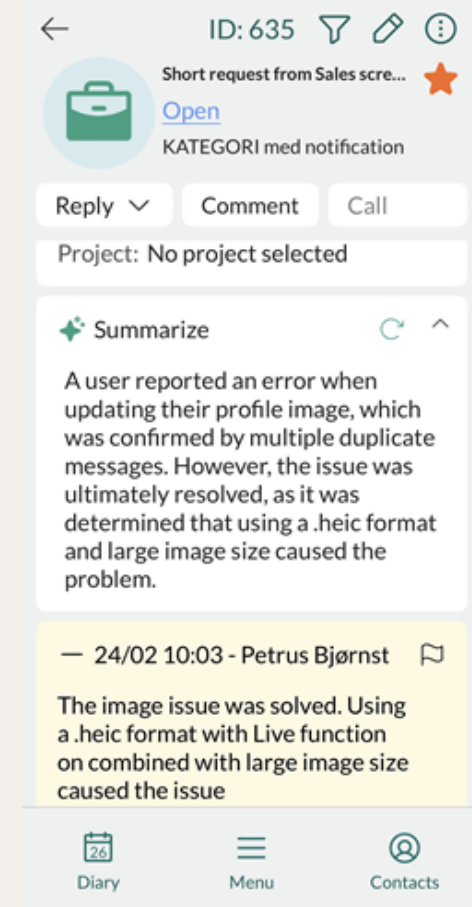 ID: 635
Short request from Sales scre...
Open
KATEGORI med notification
Reply Comment Call
Project: No project selected
Summarize
A user reported an error when
updating their profile image, which
was confirmed by multiple duplicate
messages. However, the issue was
ultimately resolved, as it was
determined that using a .heic format
and large image size caused the
problem.
24/02 10:03 - Petrus Bjørnst
The image issue was solved. Using
a .heic format with Live function
on combined with large image size
caused the issue
26
Diary Menu Contacts